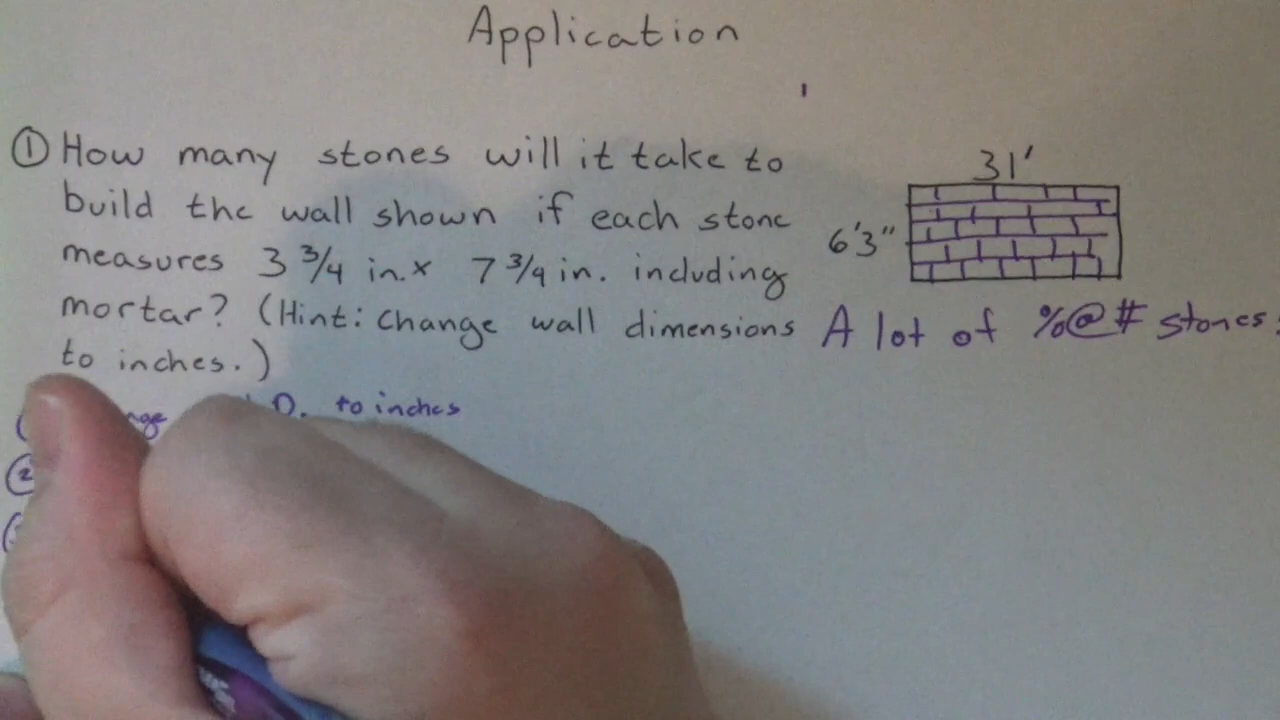 Application
① How many stones will it take to
build the wall shown if each stone
measures 3 3/4 in. x 7 3/4 in. including
mortar? (Hint: Change wall dimensions
to inches.)
31'
6'3"
A lot of %@# stones.
D. to inches
②